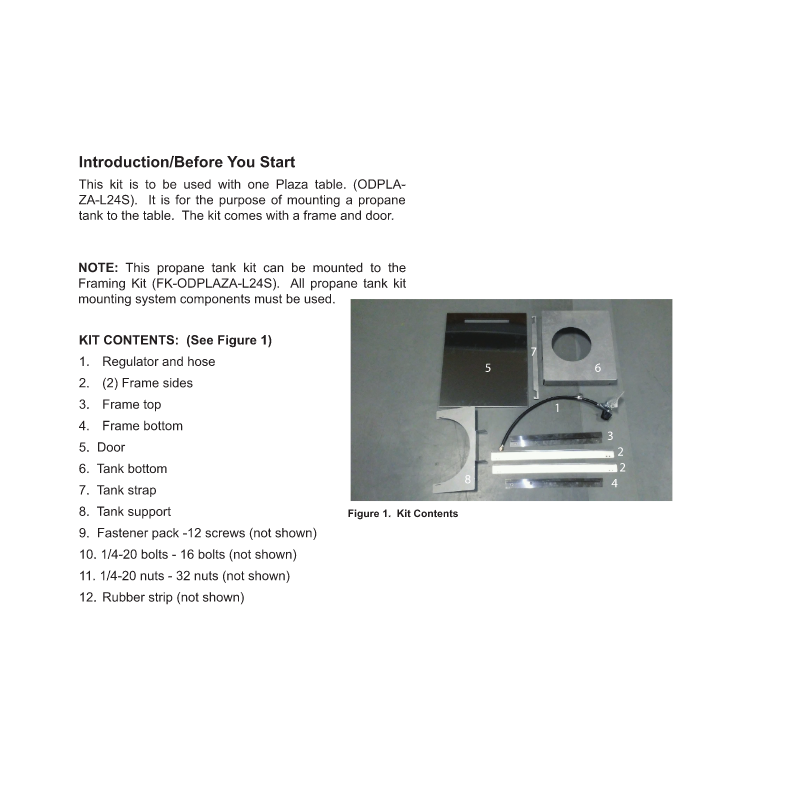 Introduction/Before You Start
This kit is to be used with one Plaza table. (ODPLA-
ZA-L24S). It is for the purpose of mounting a propane
tank to the table. The kit comes with a frame and door.
NOTE: This propane tank kit can be mounted to the
Framing Kit (FK-ODPLAZA-L24S). All propane tank kit
mounting system components must be used.
KIT CONTENTS: (See Figure 1)
1. Regulator and hose
2. (2) Frame sides
3. Frame top
4. Frame bottom
5. Door
6. Tank bottom
7. Tank strap
8. Tank support
9. Fastener pack -12 screws (not shown)
10. 1/4-20 bolts - 16 bolts (not shown)
11. 1/4-20 nuts - 32 nuts (not shown)
12. Rubber strip (not shown)
7
5
6
1
3
2
2
8
4
Figure 1. Kit Contents